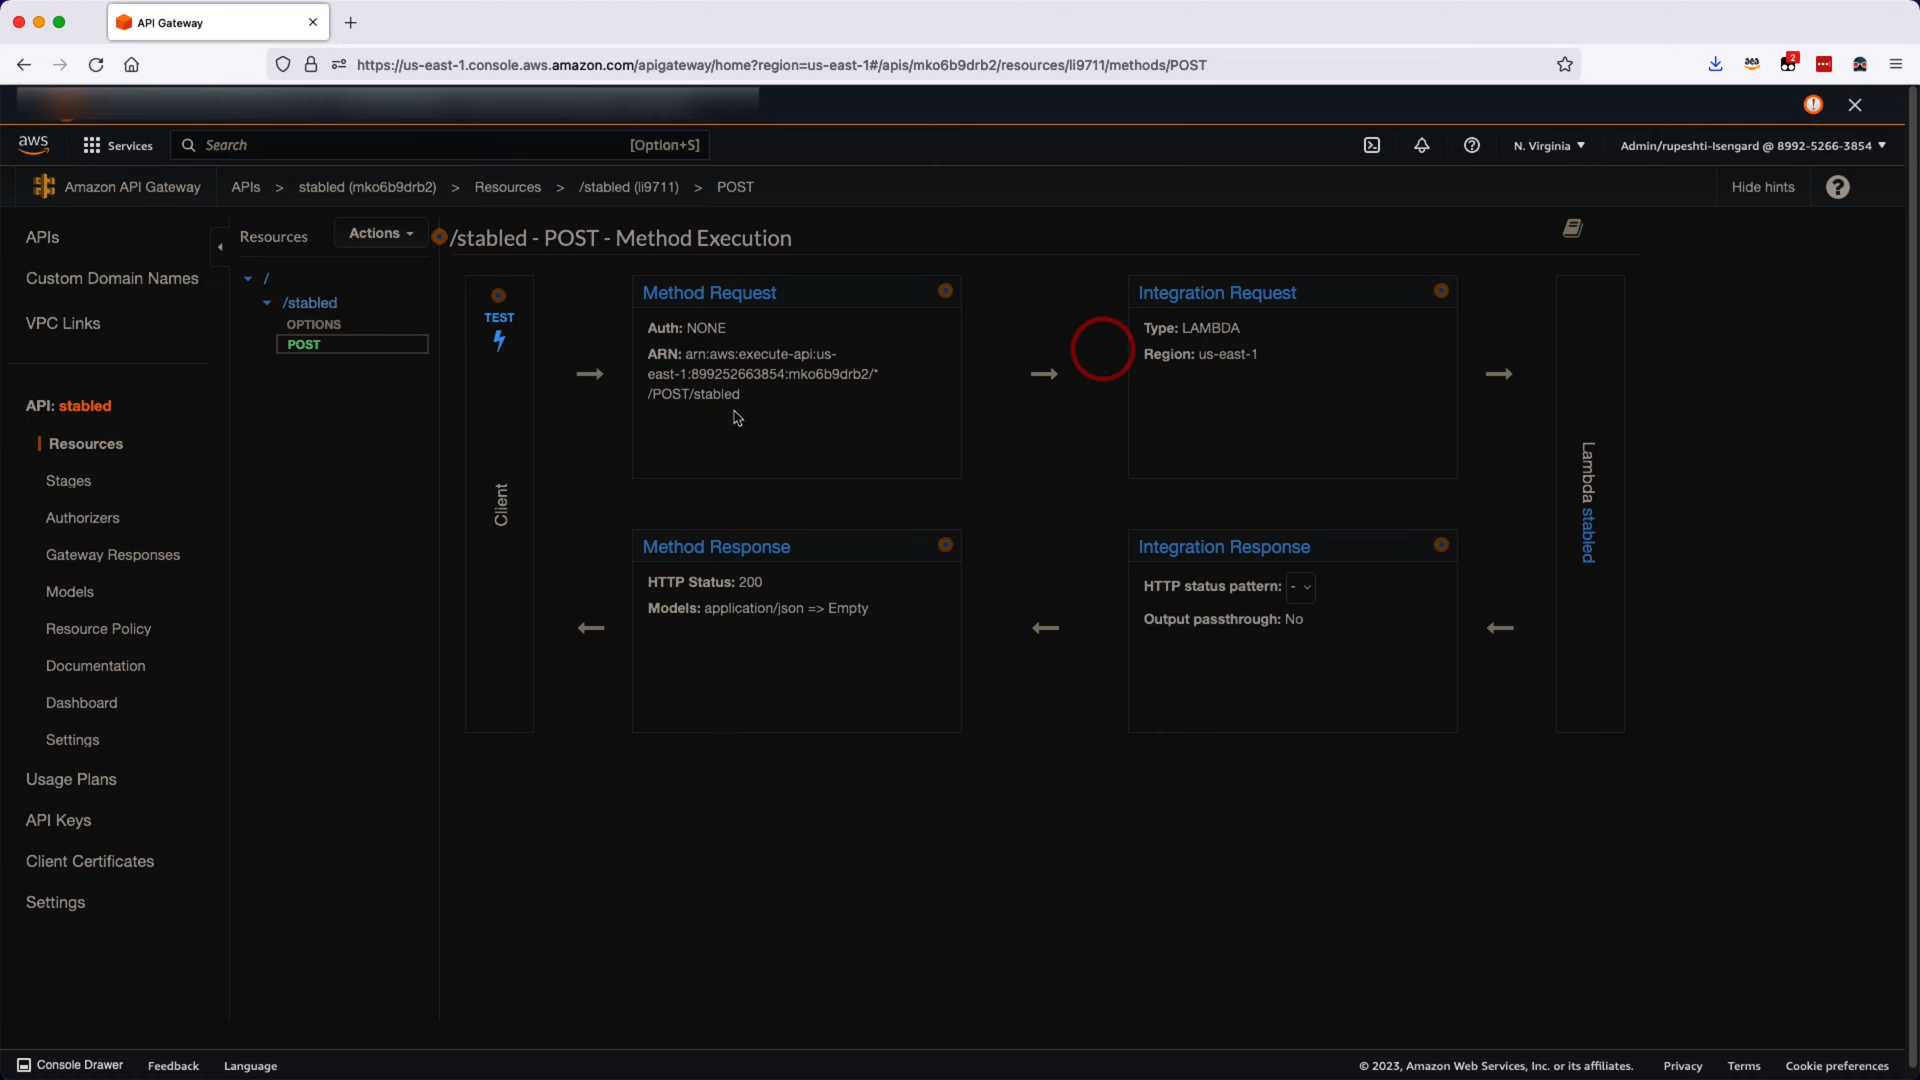 API Gateway
https://us-east-1.console.aws.amazon.com/apigateway/home?region=us-east-1#/apis/mko6b9drb2/resources/li9711/methods/POST
2
aws
Services
Search
[Option+S]
N. Virginia
Admin/rupeshti-Isengard @ 8992-5266-3854
Amazon API Gateway
APIs > stabled (mko6b9drb2) > Resources > /stabled (li9711) > POST
Hide hints
APIs
Custom Domain Names
VPC Links
API: stabled
Resources
Stages
Authorizers
Gateway Responses
Models
Resource Policy
Documentation
Dashboard
Settings
Usage Plans
API Keys
Client Certificates
Settings
Resources
Actions
/
/stabled
OPTIONS
POST
/stabled - POST - Method Execution
TEST
Client
Method Request
Auth: NONE
ARN: arn:aws:execute-api:us-
east-1:899252663854:mko6b9drb2/*
/POST/stabled
Integration Request
Type: LAMBDA
Region: us-east-1
Lambda stabled
Method Response
HTTP Status: 200
Models: application/json => Empty
Integration Response
HTTP status pattern: -
Output passthrough: No
Console Drawer
Feedback
Language
© 2023, Amazon Web Services, Inc. or its affiliates.
Privacy
Terms
Cookie preferences